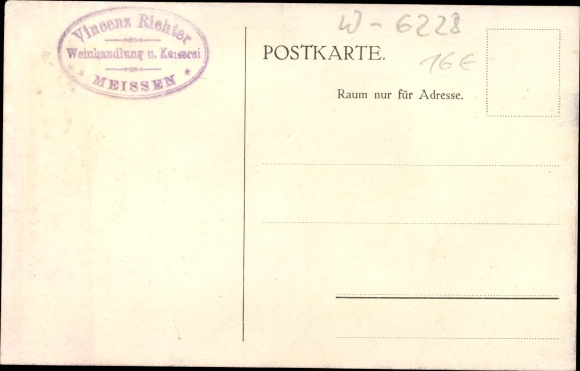 Vincenz Richter
Weinhandlung u. Kelterei
MEISSEN
W-6228
POSTKARTE.
16€
Raum nur für Adresse.